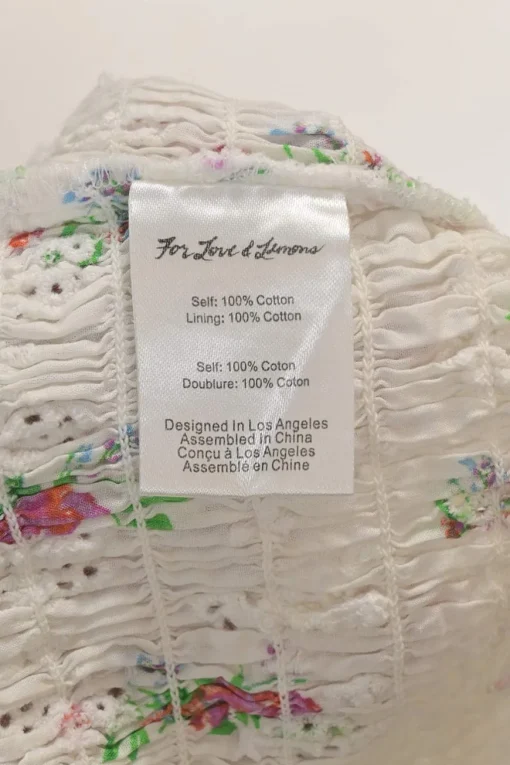 For Love & Lemons
Self: 100% Cotton
Lining: 100% Cotton
Self: 100% Coton
Doublure: 100% Coton
Designed In Los Angeles
Assembled in China
Conçu à Los Angeles
Assemblé en Chine